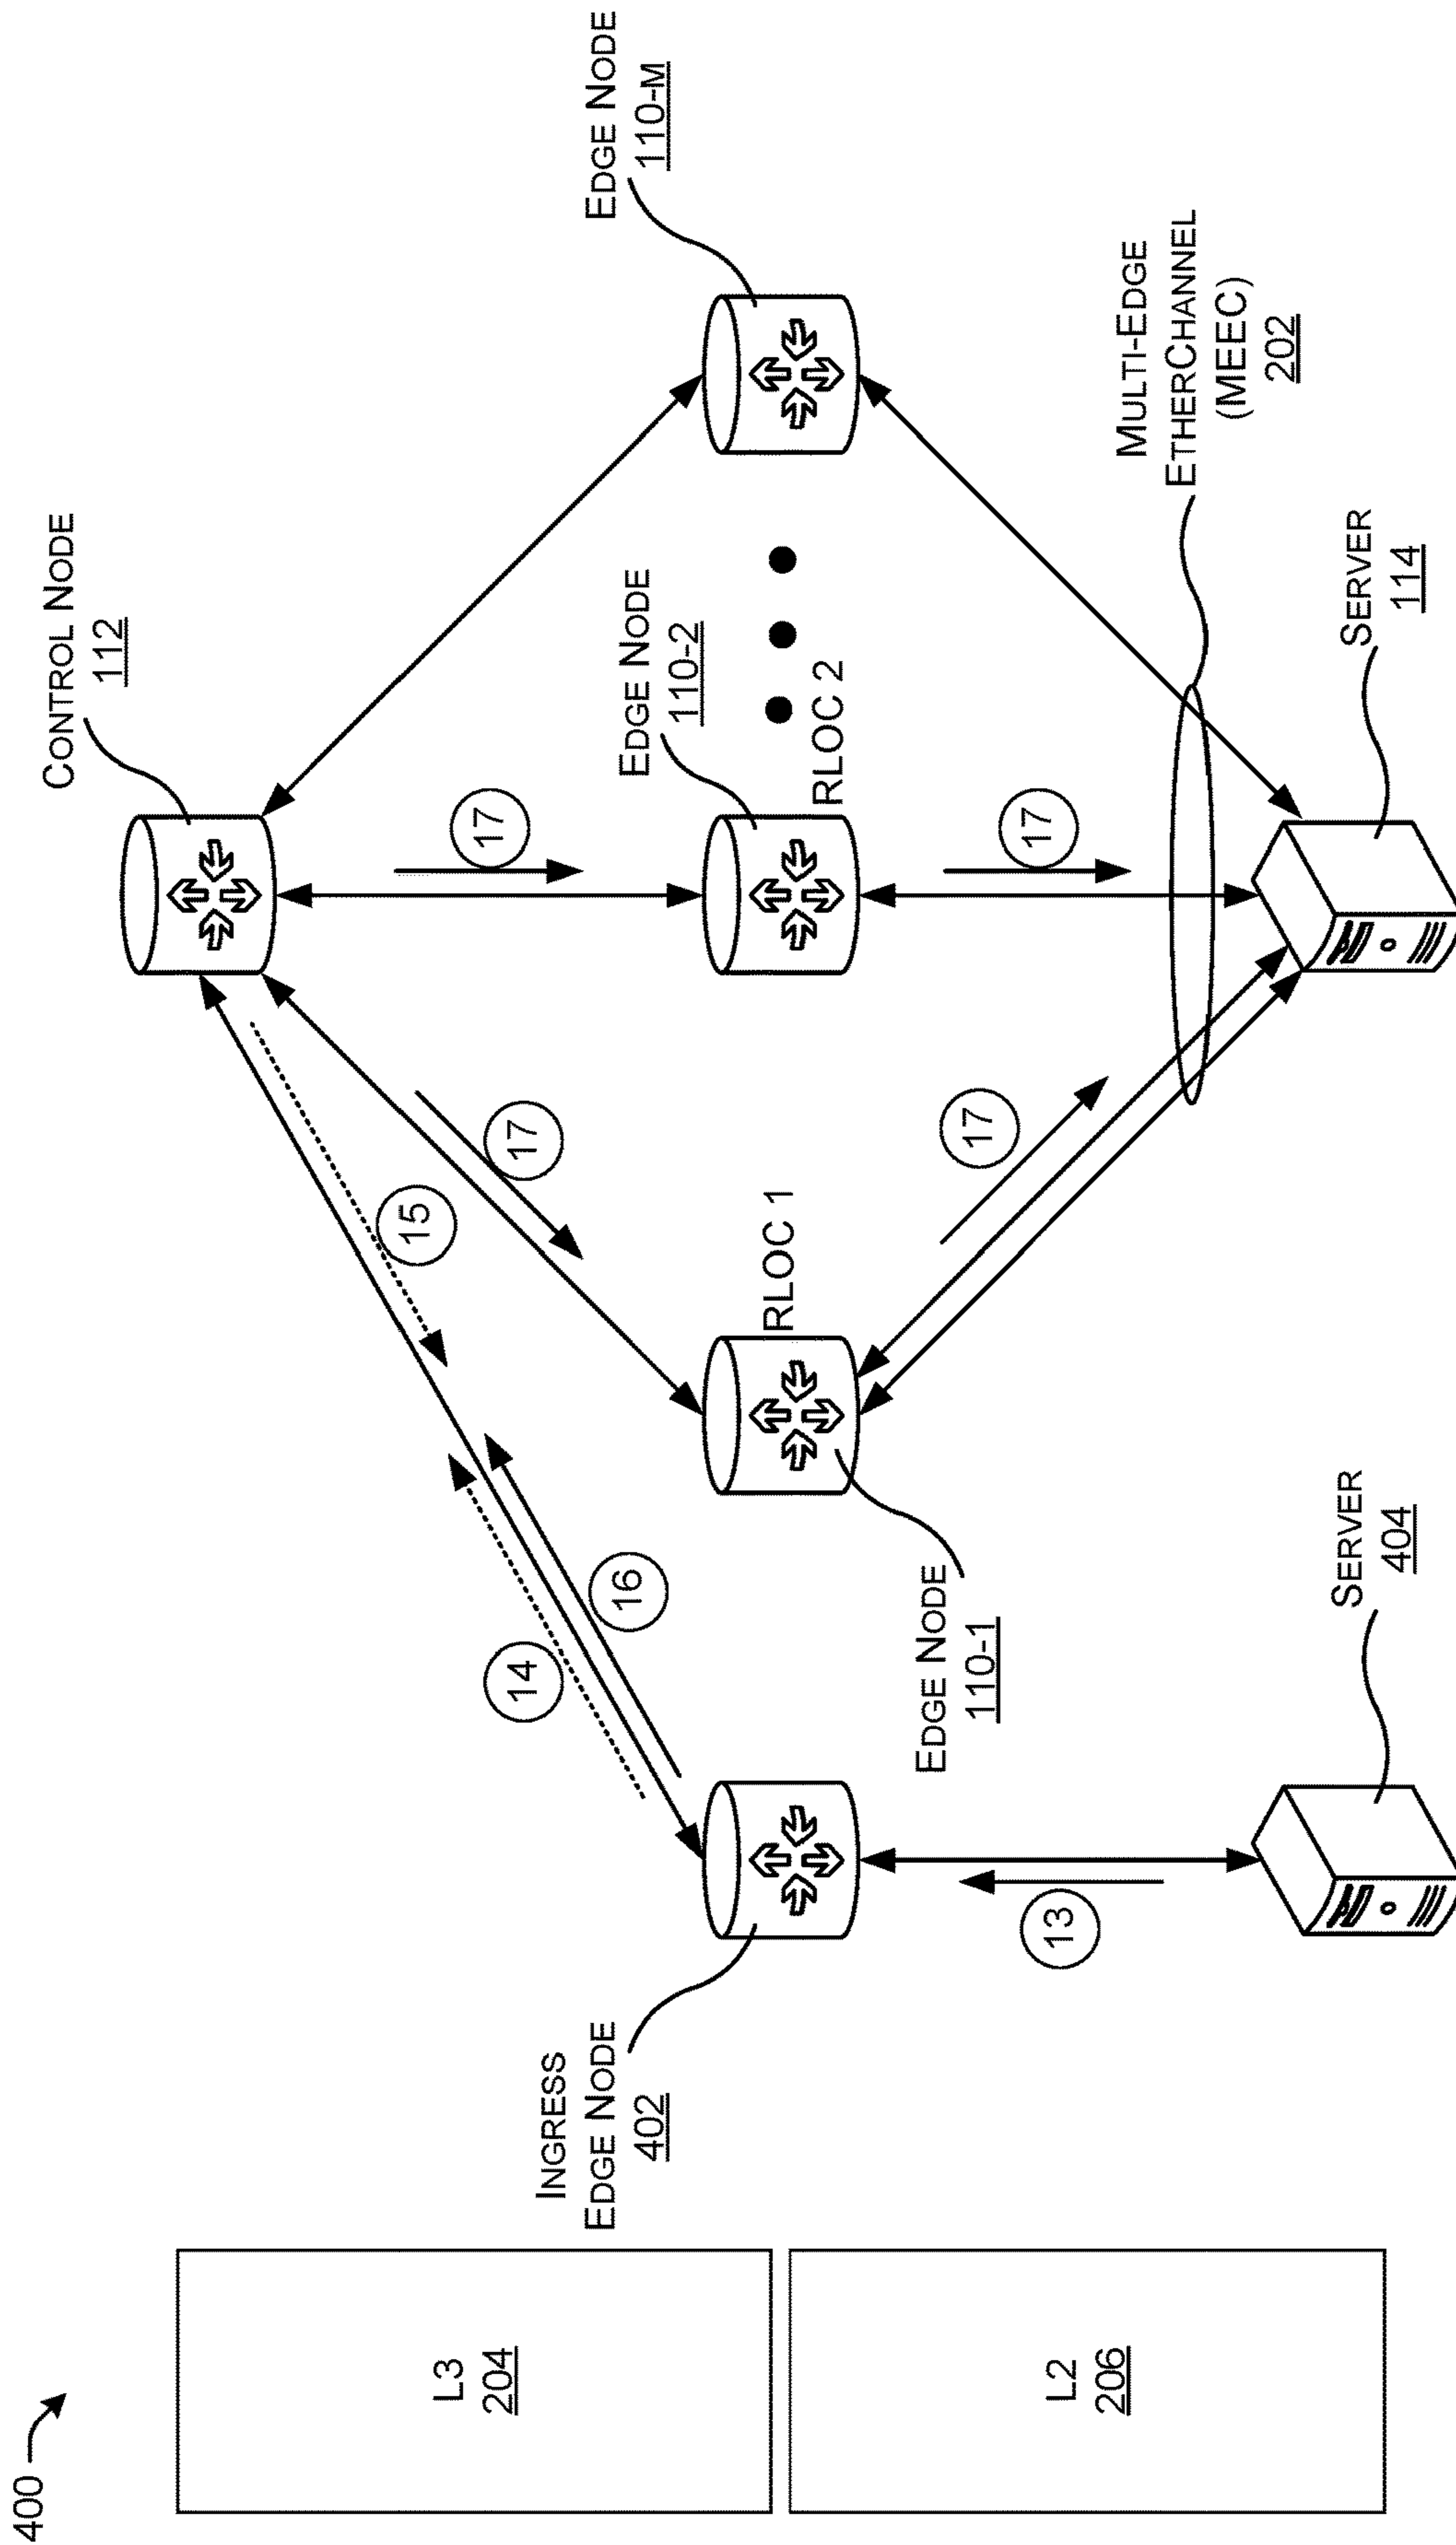 400
L3
204
L2
206
CONTROL NODE
112
15
14
16
17
17
INGRESS
EDGE NODE
402
EDGE NODE
110-1
RLOC 1
EDGE NODE
110-2
RLOC 2
EDGE NODE
110-M
13
17
17
MULTI-EDGE
ETHERCHANNEL
(MEEC)
202
SERVER
404
SERVER
114